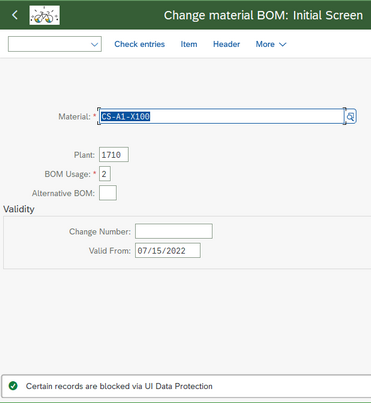 Change material BOM: Initial Screen
Check entries Item Header More
Material: * CS-A1-X100
Plant: 1710
BOM Usage: * 2
Alternative BOM:
Validity
Change Number:
Valid From: 07/15/2022
Certain records are blocked via UI Data Protection